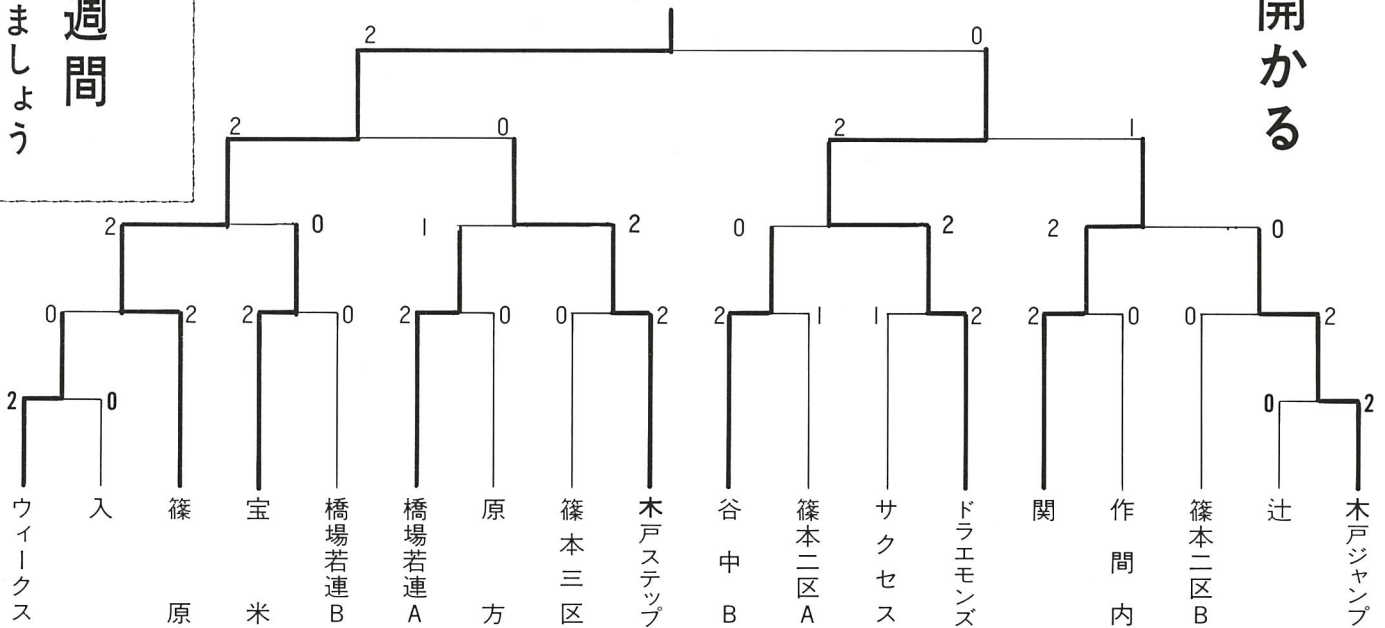 開かる
週間
ましょう
2 0
2 0 2 1
2 0 1 2 0 2 2 0
0 2 2 0 2 0 0 2 2 1 1 2 2 0 0 2
2 0 0 2
ウィークス
入
篠原
宝米
橋場若連B
橋場若連A
原方
篠本三区
木戸ステップ
谷中B
篠本二区A
サクセス
ドラエモンズ
関
作間内
篠本二区B
辻
木戸ジャンプ